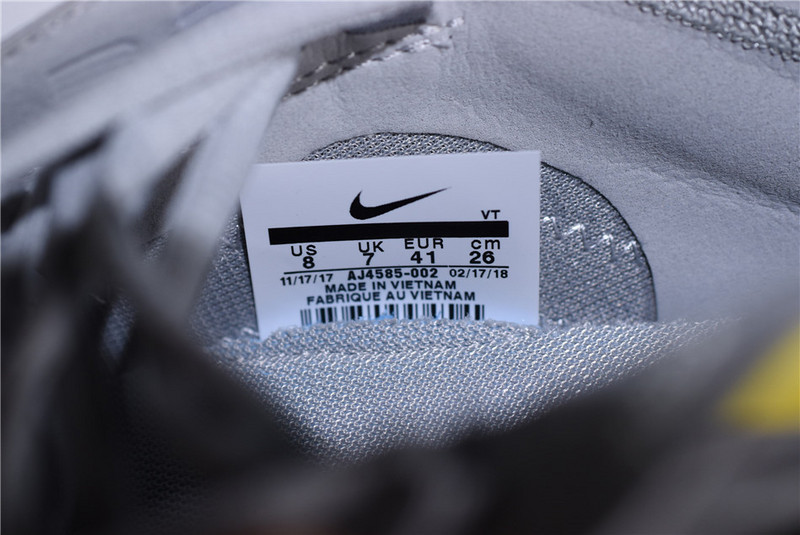 VT
US UK EUR cm
8 7 41 26
11/17/17 AJ4585-002 02/17/18
MADE IN VIETNAM
FABRIQUE AU VIETNAM